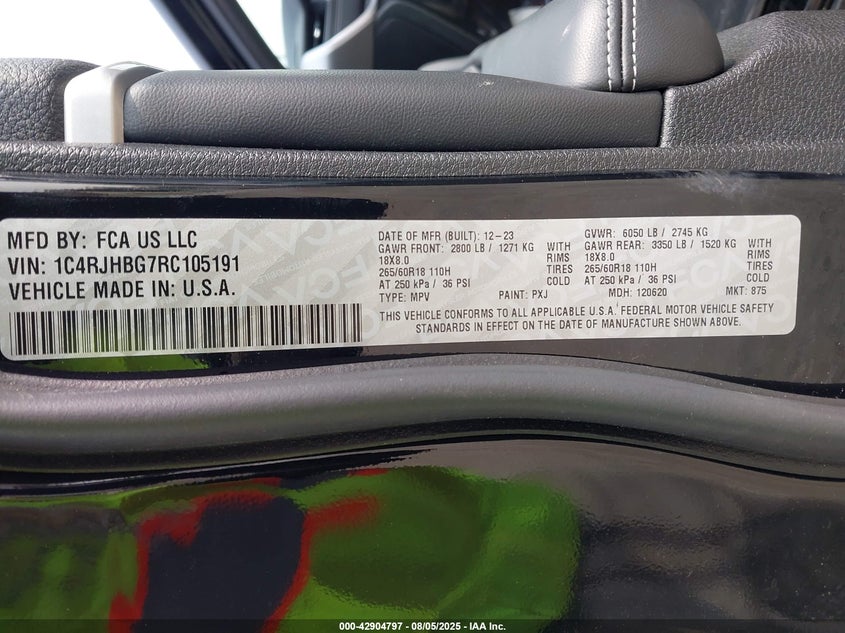 MFD BY: FCA US LLC
VIN: 1C4RJHBG7RC105191
VEHICLE MADE IN: U.S.A.
DATE OF MFR (BUILT): 12-23
GAWR FRONT: 2800 LB / 1271 KG WITH
18X8.0 RIMS
265/60R18 110H TIRES
AT 250 kPa / 36 PSI COLD
TYPE: MPV PAINT: PXJ
GVWR: 6050 LB / 2745 KG
GAWR REAR: 3350 LB / 1520 KG WITH
18X8.0 RIMS
265/60R18 110H TIRES
AT 250 kPa / 36 PSI COLD
MDH: 120620 MKT: 875
THIS VEHICLE CONFORMS TO ALL APPLICABLE U.S.A. FEDERAL MOTOR VEHICLE SAFETY
STANDARDS IN EFFECT ON THE DATE OF MANUFACTURE SHOWN ABOVE.
000-42904797 - 08/05/2025 - IAA Inc.